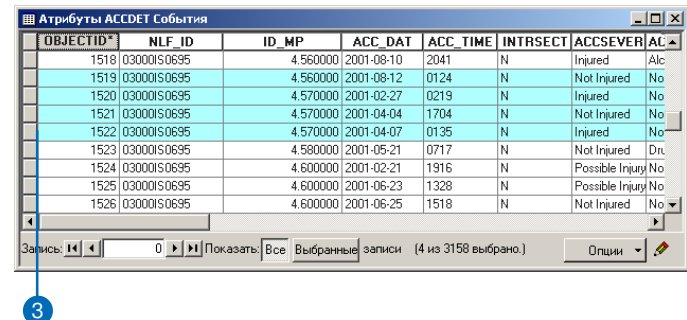 Атрибуты ACCDET События
OBJECTID* NLF_ID ID_MP ACC_DAT ACC_TIME INTRSECT ACCSEVER AC
1518 03000IS0695 4.560000 2001-08-10 2041 N Injured Alc
1519 03000IS0695 4.560000 2001-08-12 0124 N Not Injured No
1520 03000IS0695 4.570000 2001-02-27 0219 N Injured No
1521 03000IS0695 4.570000 2001-04-04 1704 N Not Injured No
1522 03000IS0695 4.570000 2001-04-07 0135 N Injured No
1523 03000IS0695 4.580000 2001-05-21 0717 N Not Injured Dru
1524 03000IS0695 4.600000 2001-02-21 1916 N Possible Injury No
1525 03000IS0695 4.600000 2001-06-23 1328 N Possible Injury No
1526 03000IS0695 4.600000 2001-06-25 1518 N Not Injured No
Запись: 0 Показать: Все Выбранные записи (4 из 3158 выбрано.) Опции
3